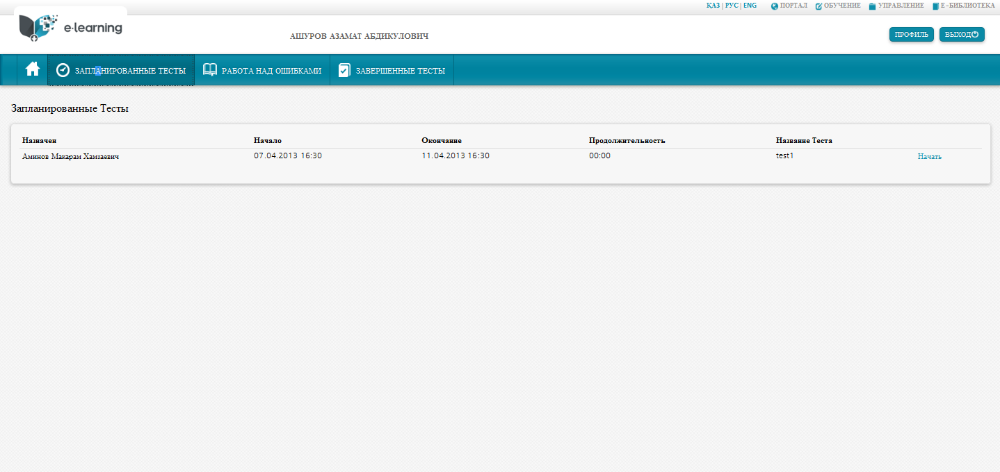 ҚАЗ | РУС | ENG ПОРТАЛ ОБУЧЕНИЕ УПРАВЛЕНИЕ Е-БИБЛИОТЕКА
e-learning
АШУРОВ АЗАМАТ АБДИКУЛОВИЧ
ПРОФИЛЬ ВЫХОД
ЗАПЛАНИРОВАННЫЕ ТЕСТЫ РАБОТА НАД ОШИБКАМИ ЗАВЕРШЕННЫЕ ТЕСТЫ
Запланированные Тесты
Назначен Начало Окончание Продолжительность Название Теста
Аминов Макарам Хамзаевич 07.04.2013 16:30 11.04.2013 16:30 00:00 test1 Начать